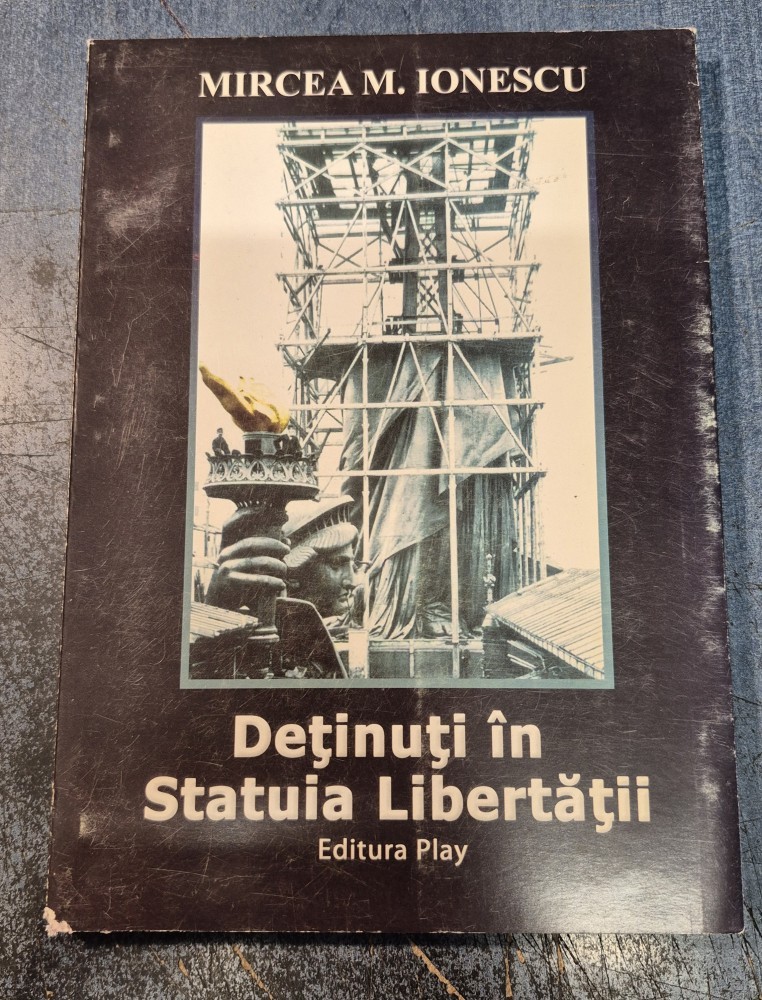 MIRCEA M. IONESCU
Deţinuţi în
Statuia Libertăţii
Editura Play